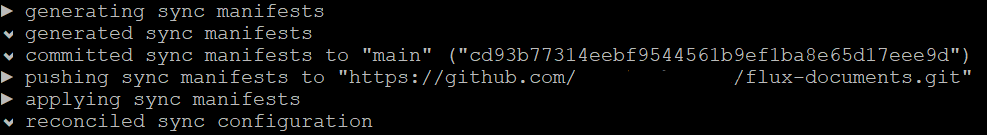 ► generating sync manifests
✔ generated sync manifests
✔ committed sync manifests to "main" ("cd93b77314eebf9544561b9ef1ba8e65d17eee9d")
► pushing sync manifests to "https://github.com/ /flux-documents.git"
► applying sync manifests
✔ reconciled sync configuration